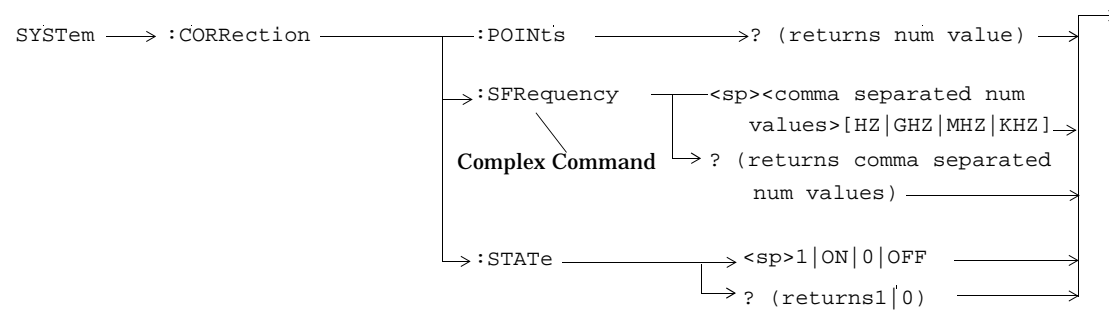 SYSTem :CORRection :POINts ? (returns num value)
:SFRequency <sp><comma separated num
values>[HZ|GHZ|MHZ|KHZ]
Complex Command ? (returns comma separated
num values)
:STATe <sp>1|ON|0|OFF
? (returns1|0)